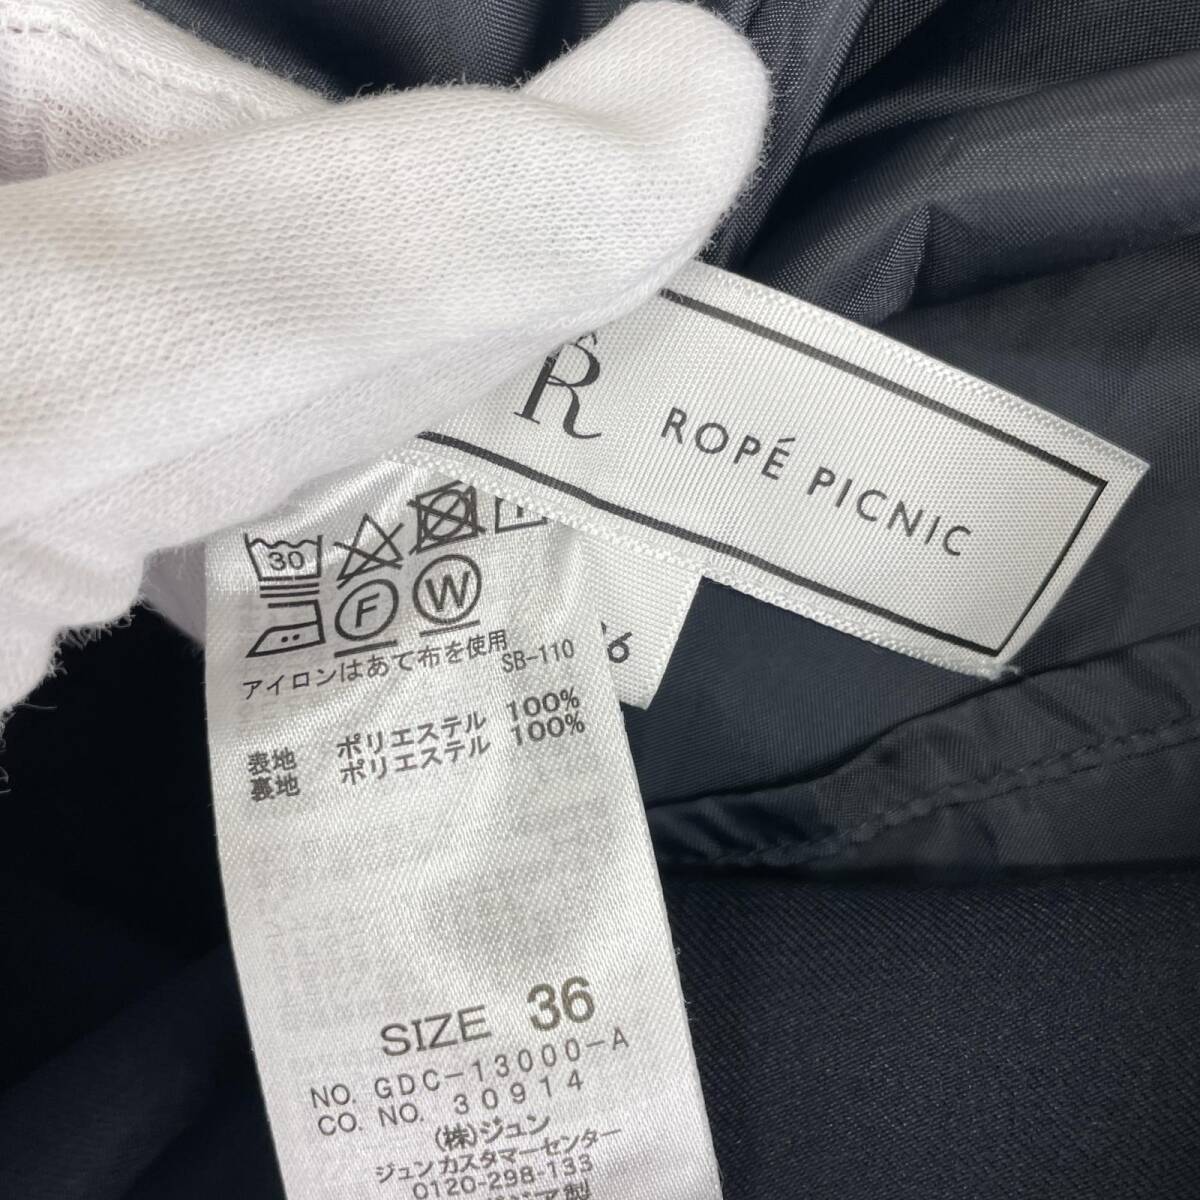 R ROPÉ PICNIC
30
F W
アイロンはあて布を使用
SB-110
表地 ポリエステル 100%
裏地 ポリエステル 100%
SIZE 36
NO. GDC-13000-A
CO. NO. 30914
(株)ジュン
ジュンカスタマーセンター
0120-298-133